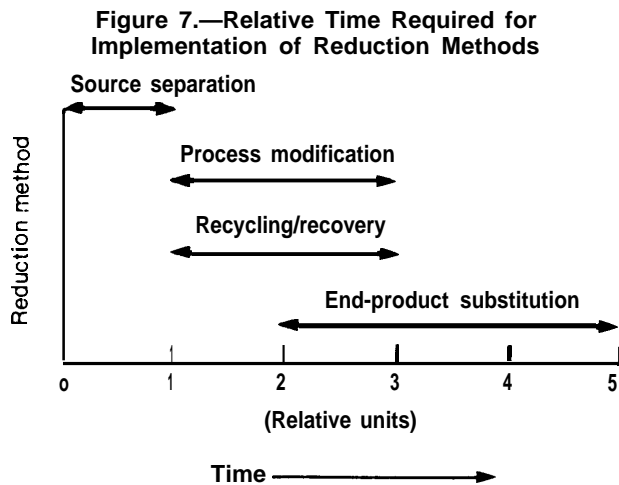 Figure 7.—Relative Time Required for
Implementation of Reduction Methods
Source separation
Process modification
Recycling/recovery
End-product substitution
Reduction method
o 1 2 3 4 5
(Relative units)
Time